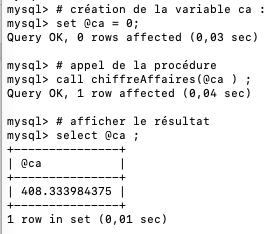 mysql> # création de la variable ca :
mysql> set @ca = 0;
Query OK, 0 rows affected (0,03 sec)
mysql> # appel de la procédure
mysql> call chiffreAffaires(@ca ) ;
Query OK, 1 row affected (0,04 sec)
mysql> # afficher le résultat
mysql> select @ca ;
+---------------+
| @ca           |
+---------------+
| 408.333984375 |
+---------------+
1 row in set (0,01 sec)